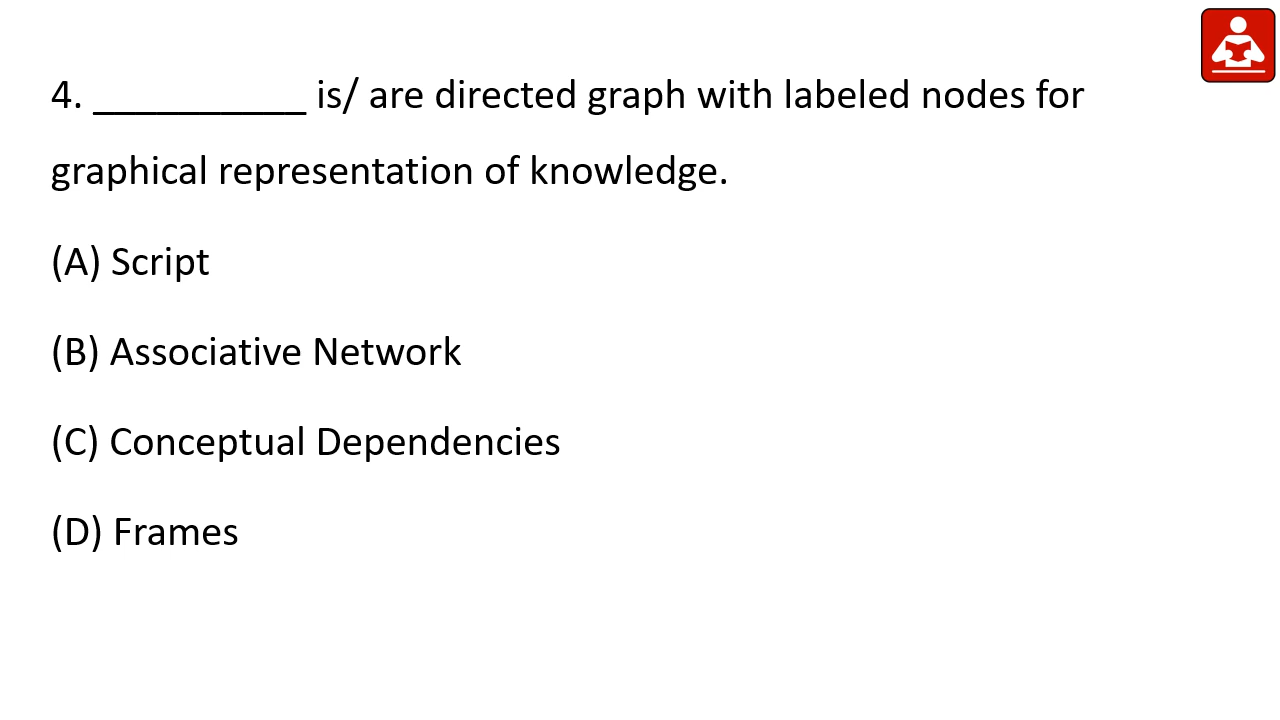 4. __________ is/ are directed graph with labeled nodes for
graphical representation of knowledge.
(A) Script
(B) Associative Network
(C) Conceptual Dependencies
(D) Frames